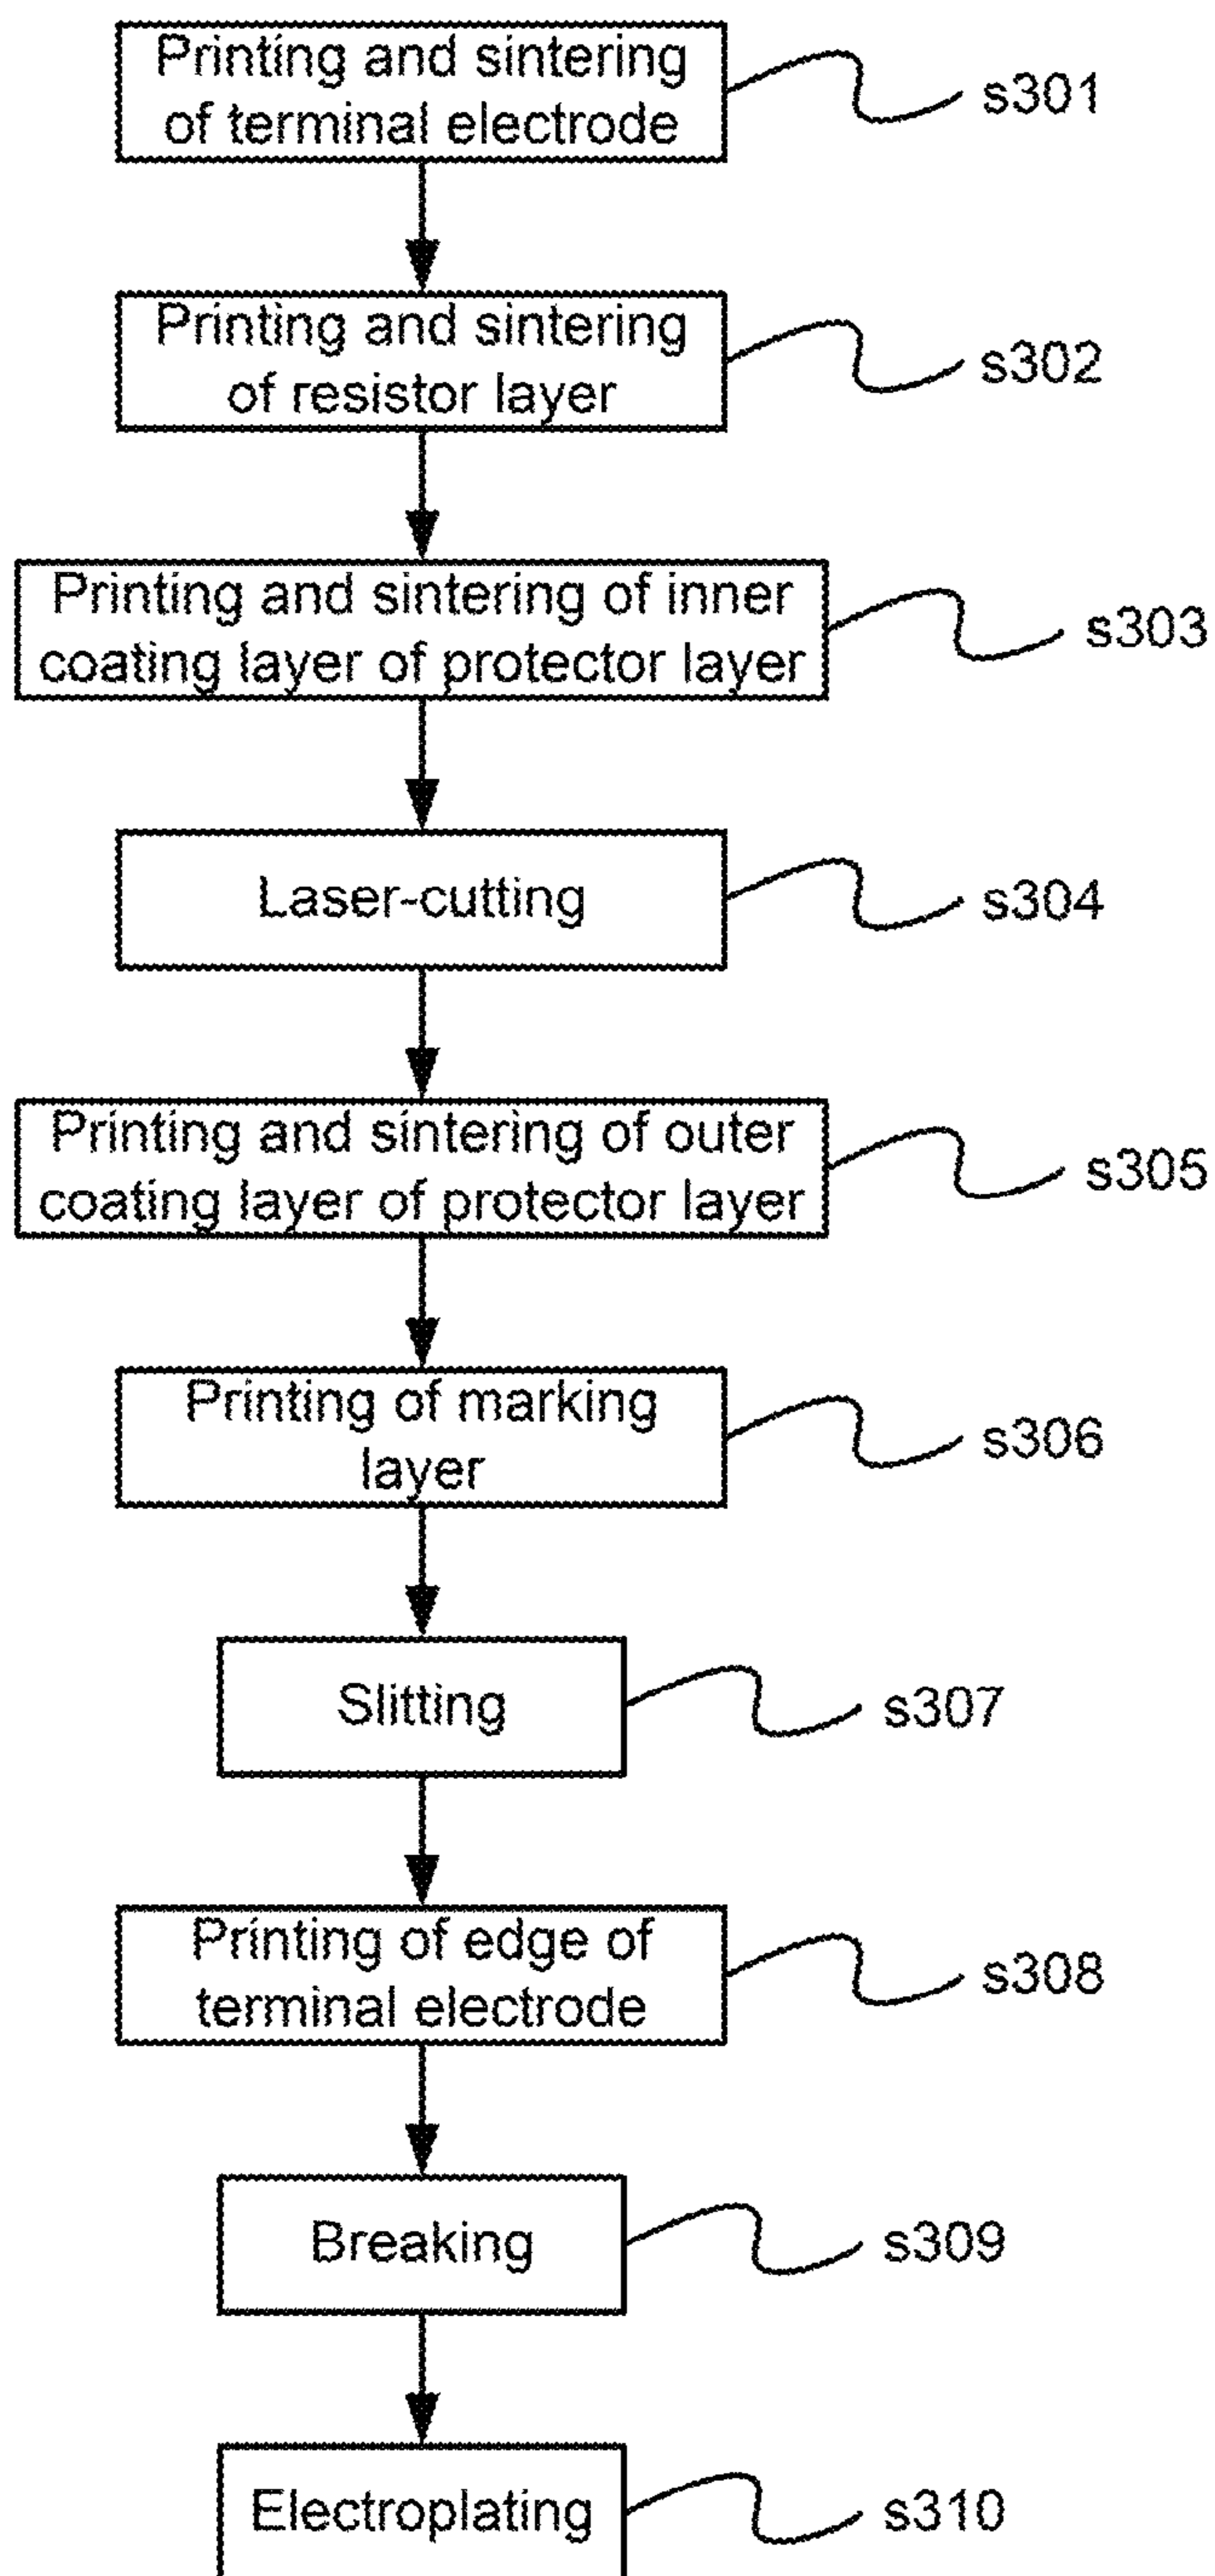 Printing and sintering
of terminal electrode
s301
Printing and sintering
of resistor layer
s302
Printing and sintering of inner
coating layer of protector layer
s303
Laser-cutting
s304
Printing and sintering of outer
coating layer of protector layer
s305
Printing of marking
layer
s306
Slitting
s307
Printing of edge of
terminal electrode
s308
Breaking
s309
Electroplating
s310